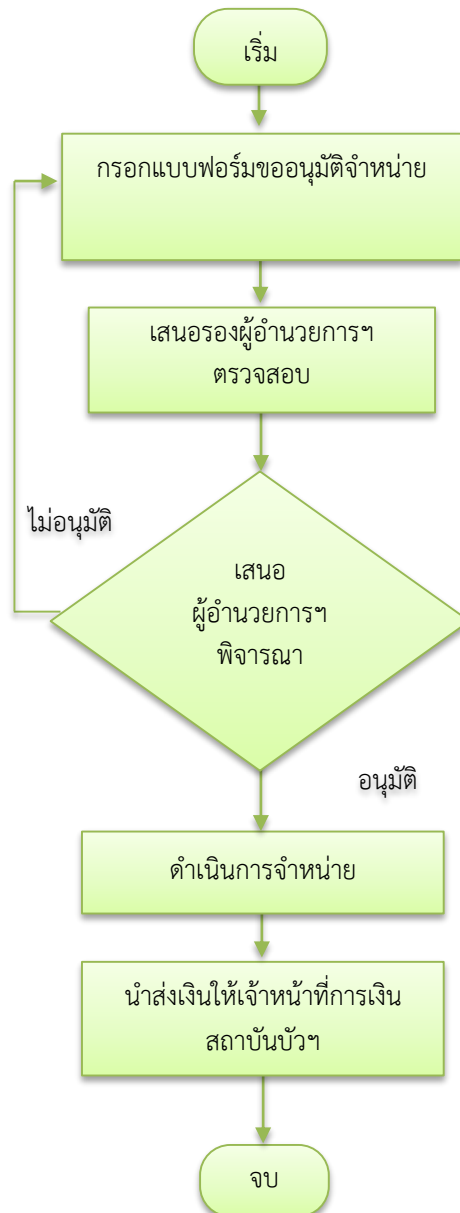 เริ่ม
กรอกแบบฟอร์มขออนุมัติจำหน่าย
เสนอรองผู้อำนวยการฯ
ตรวจสอบ
ไม่อนุมัติ
เสนอ
ผู้อำนวยการฯ
พิจารณา
อนุมัติ
ดำเนินการจำหน่าย
นำส่งเงินให้เจ้าหน้าที่การเงิน
สถาบันบัวฯ
จบ